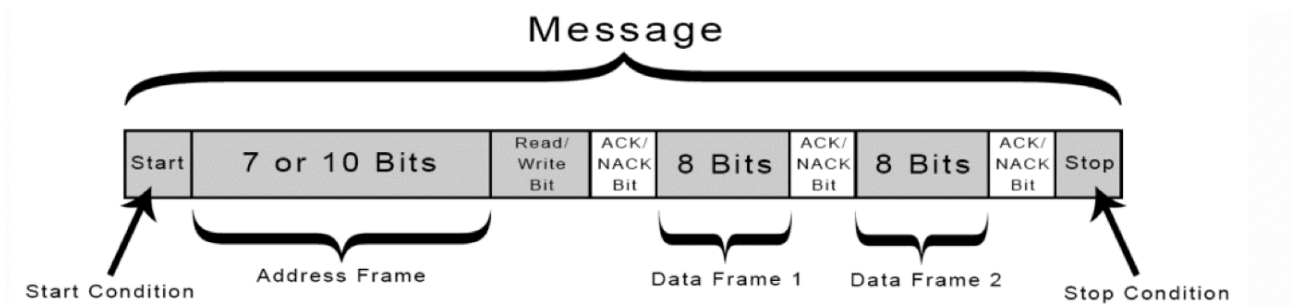 Message
Start
7 or 10 Bits
Read/
Write
Bit
ACK/
NACK
Bit
8 Bits
ACK/
NACK
Bit
8 Bits
ACK/
NACK
Bit
Stop
Address Frame
Data Frame 1
Data Frame 2
Start Condition
Stop Condition